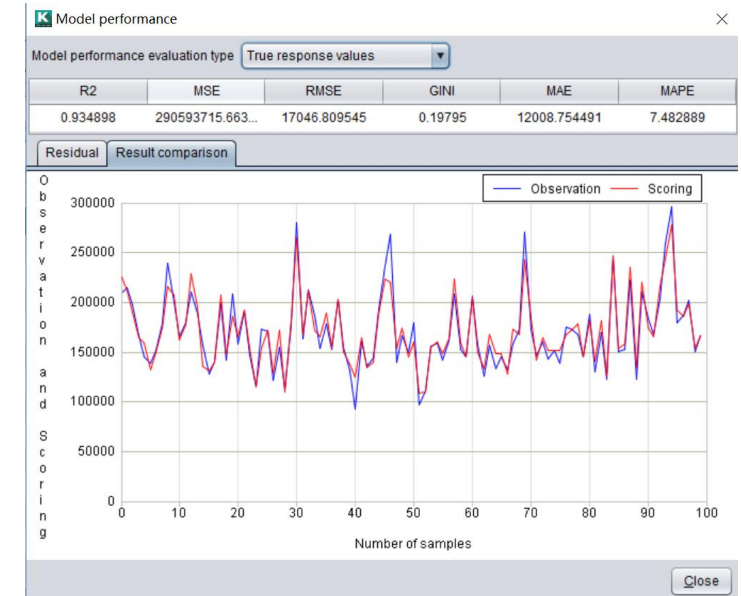 K Model performance
Model performance evaluation type True response values
R2 MSE RMSE GINI MAE MAPE
0.934898 290593715.663... 17046.809545 0.19795 12008.754491 7.482889
Residual Result comparison
Observation and Scoring
Observation Scoring
300000
250000
200000
150000
100000
50000
0
0 10 20 30 40 50 60 70 80 90 100
Number of samples
Close